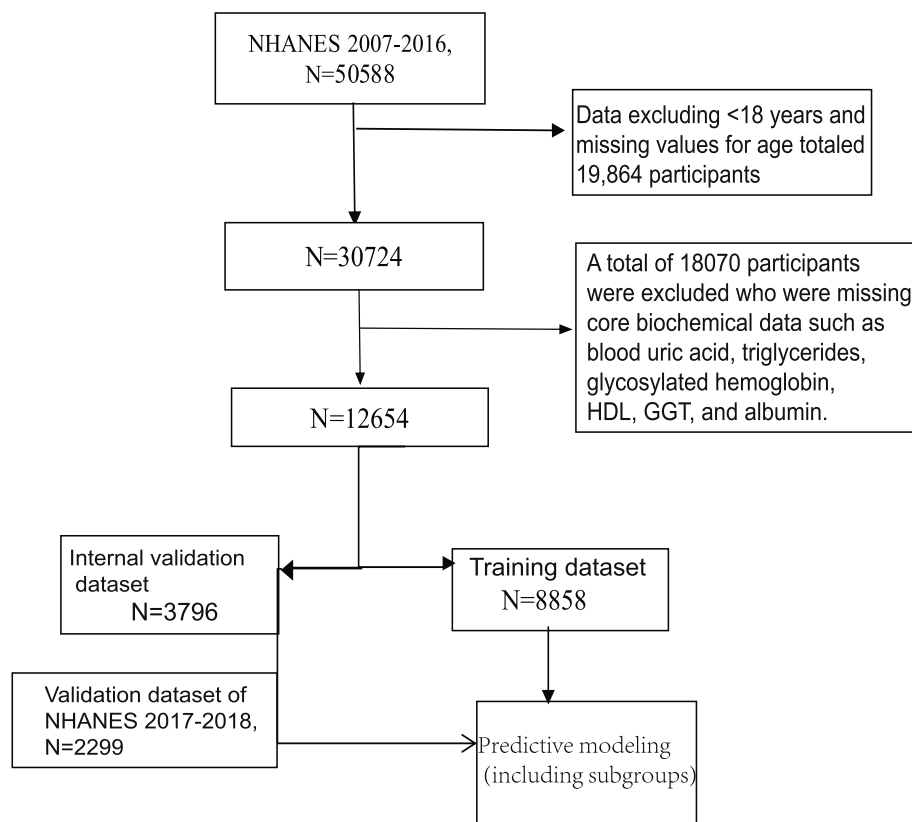 NHANES 2007-2016,
N=50588
Data excluding <18 years and
missing values for age totaled
19,864 participants
N=30724
A total of 18070 participants
were excluded who were missing
core biochemical data such as
blood uric acid, triglycerides,
glycosylated hemoglobin,
HDL, GGT, and albumin.
N=12654
Internal validation
dataset
N=3796
Training dataset
N=8858
Validation dataset of
NHANES 2017-2018,
N=2299
Predictive modeling
(including subgroups)